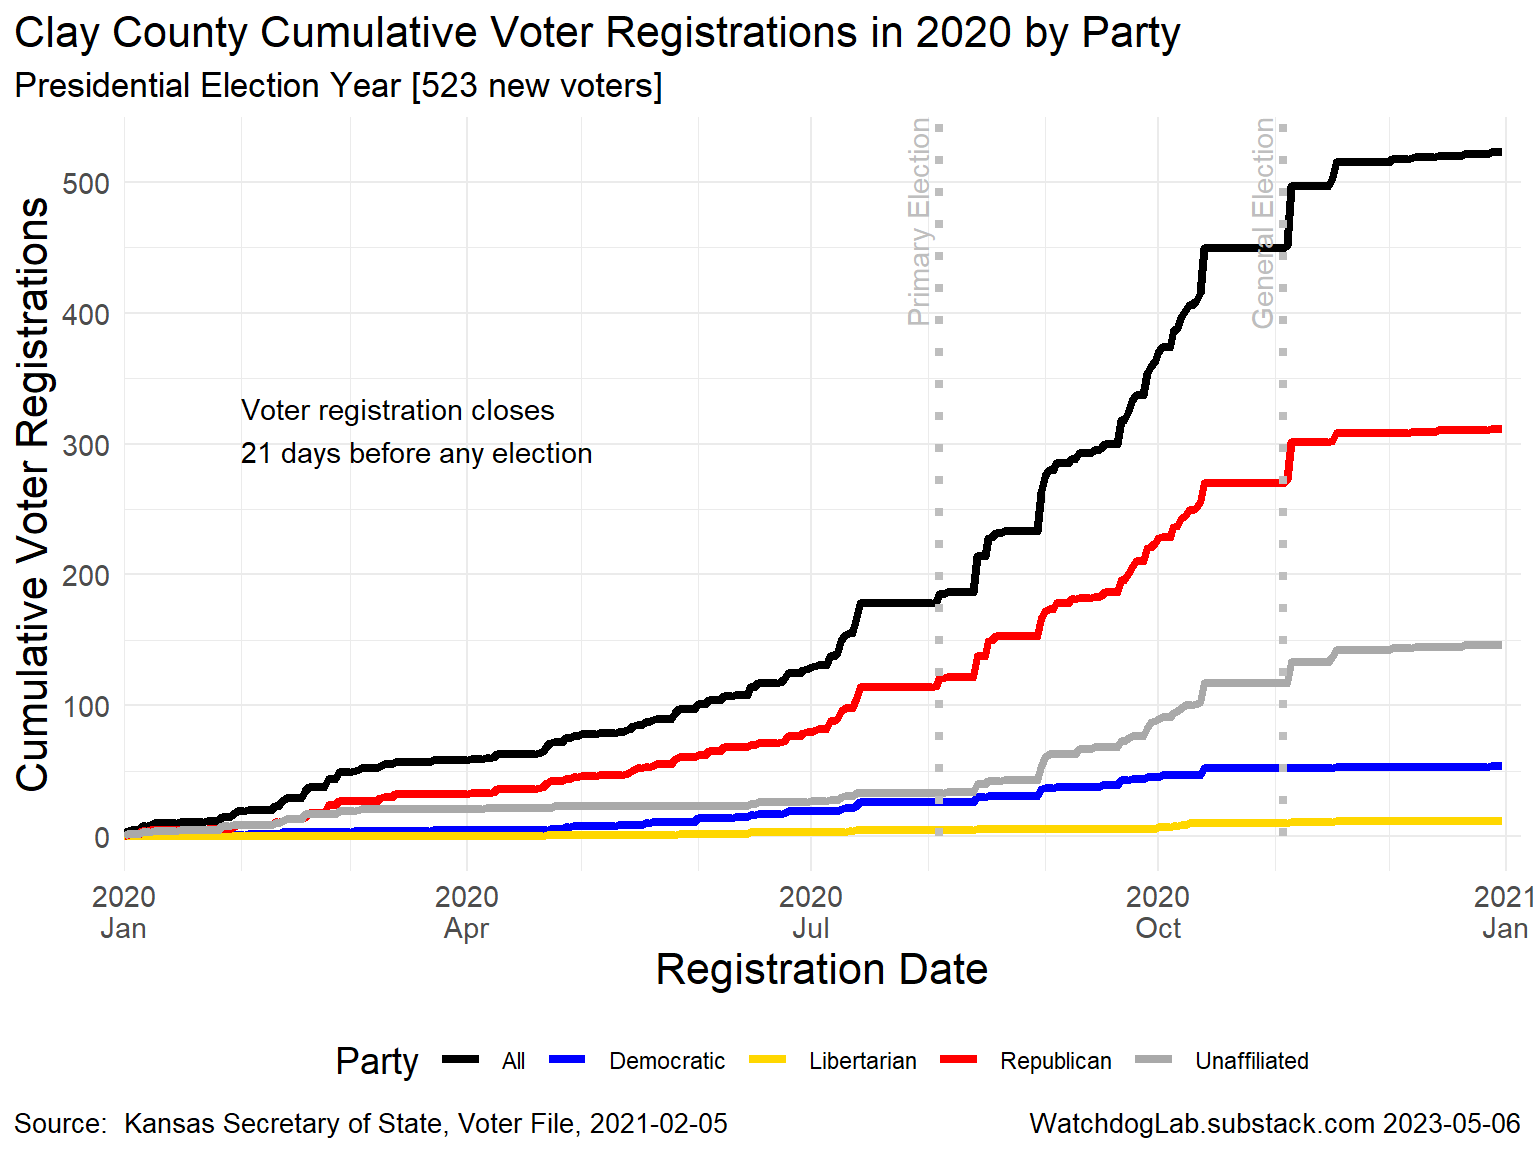 Clay County Cumulative Voter Registrations in 2020 by Party
Presidential Election Year [523 new voters]
Cumulative Voter Registrations
500
400
300
200
100
0
Primary Election
General Election
Voter registration closes
21 days before any election
2020 2020 2020 2020 2021
Jan Apr Jul Oct Jan
Registration Date
Party All Democratic Libertarian Republican Unaffiliated
Source:  Kansas Secretary of State, Voter File, 2021-02-05
WatchdogLab.substack.com 2023-05-06